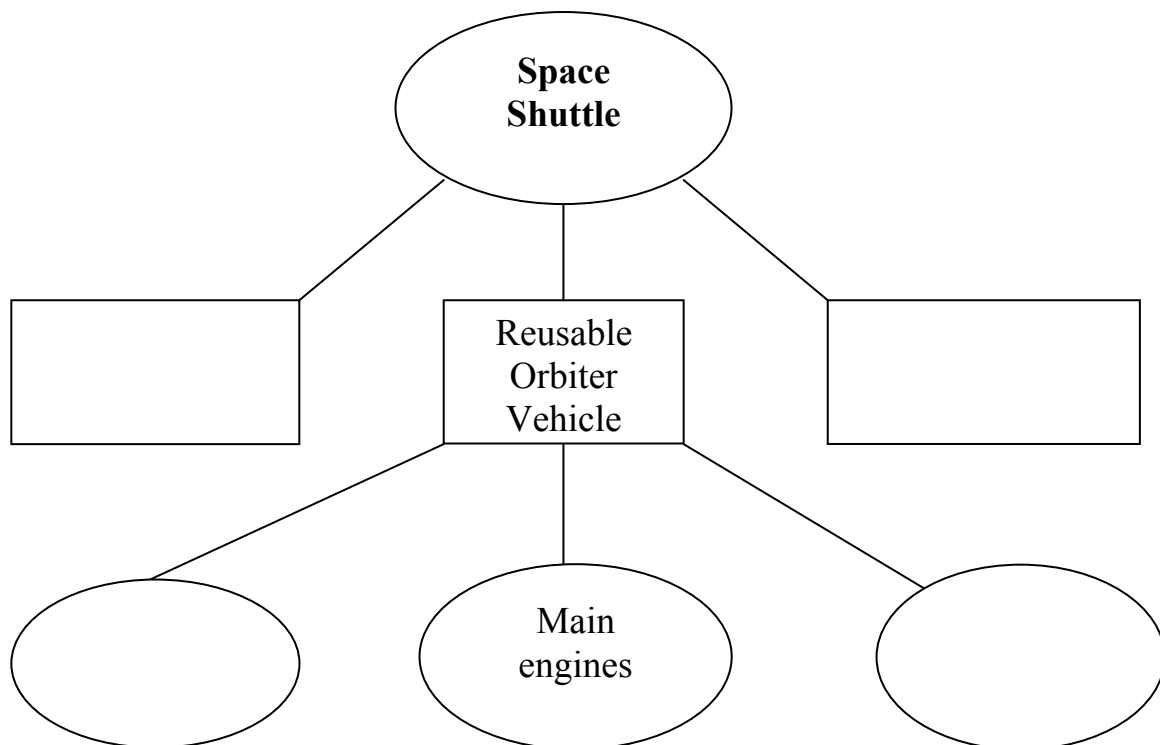 Space
Shuttle
Reusable
Orbiter
Vehicle
Main
engines